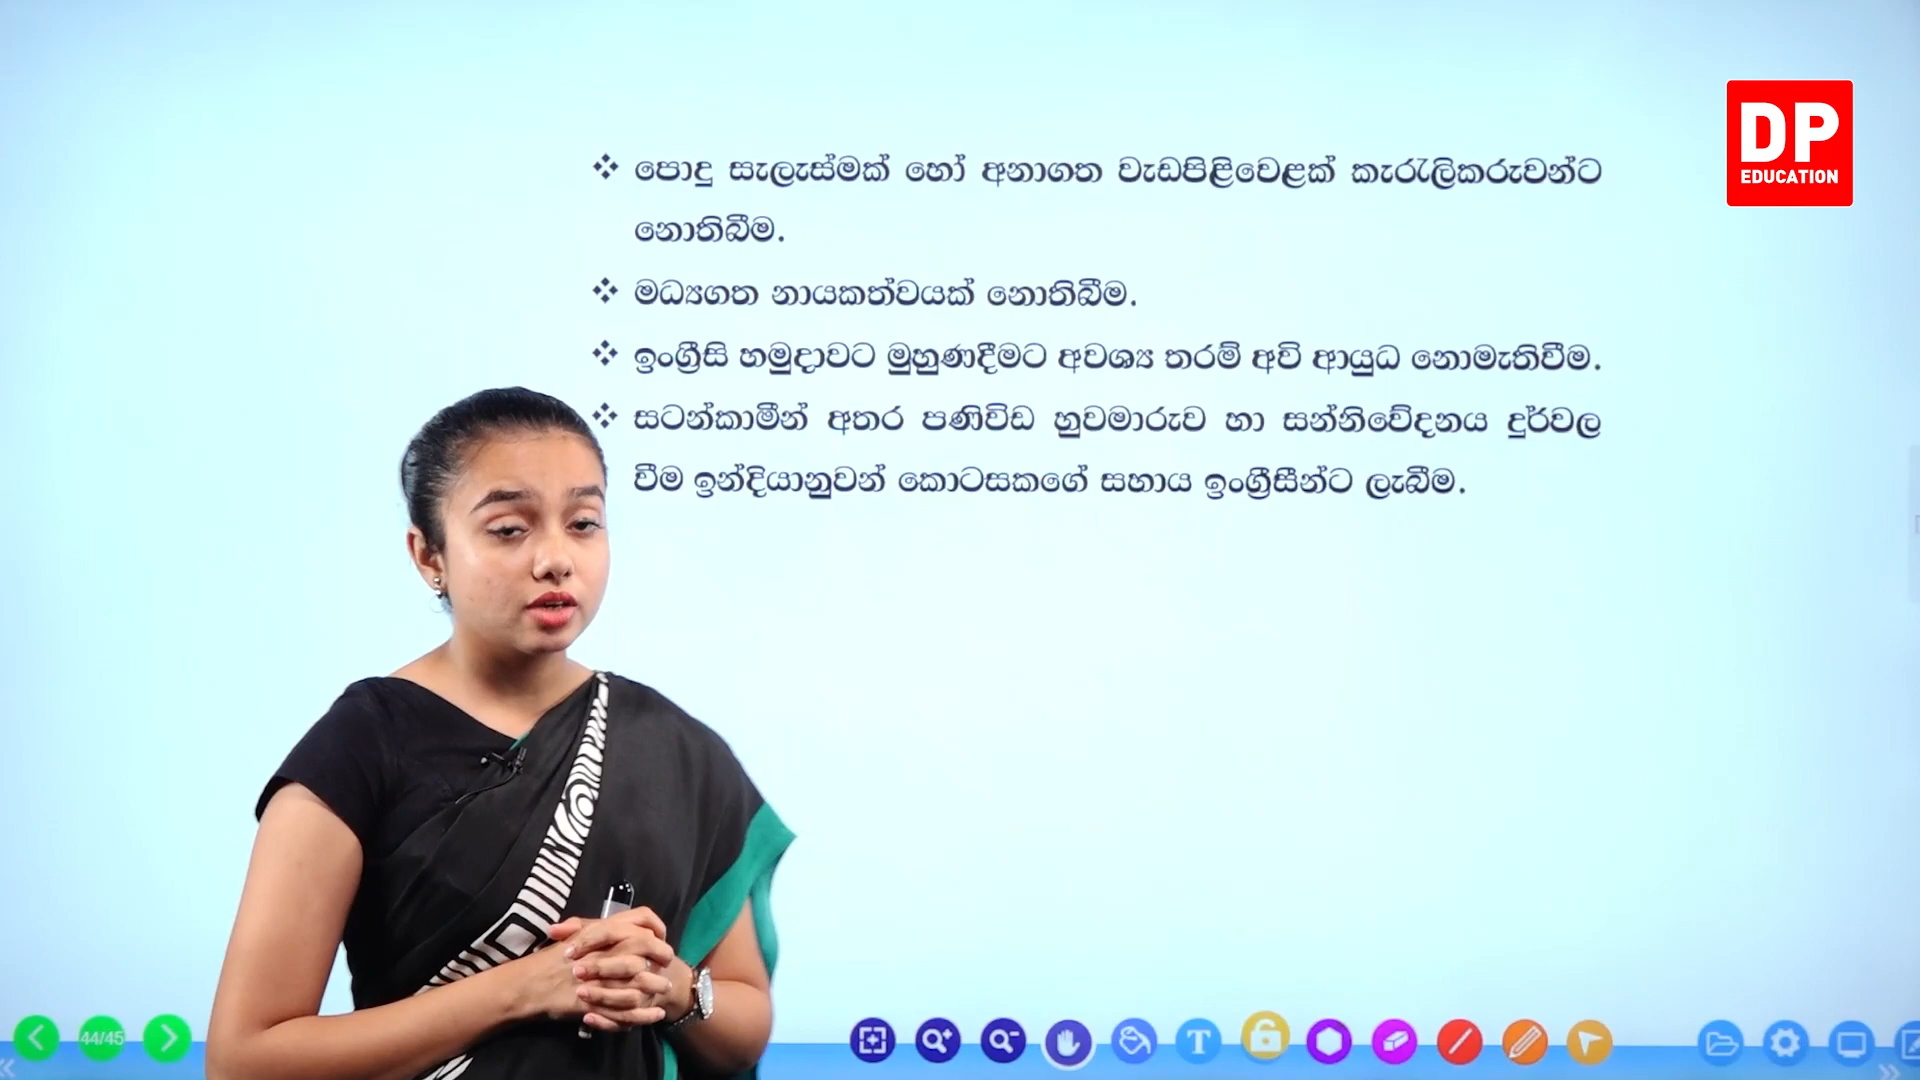 DP
EDUCATION
❖ පොදු සැලැස්මක් හෝ අනාගත වැඩපිළිවෙළක් කැරැලිකරුවන්ට
නොතිබීම.
❖ මධ්‍යගත නායකත්වයක් නොතිබීම.
❖ ඉංග්‍රීසි හමුදාවට මුහුණදීමට අවශ්‍ය තරම් අවි ආයුධ නොමැතිවීම.
❖ සටන්කාමීන් අතර පණිවිඩ හුවමාරුව හා සන්නිවේදනය දුර්වල
වීම ඉන්දියානුවන් කොටසකගේ සහාය ඉංග්‍රීසීන්ට ලැබීම.
44/45
T